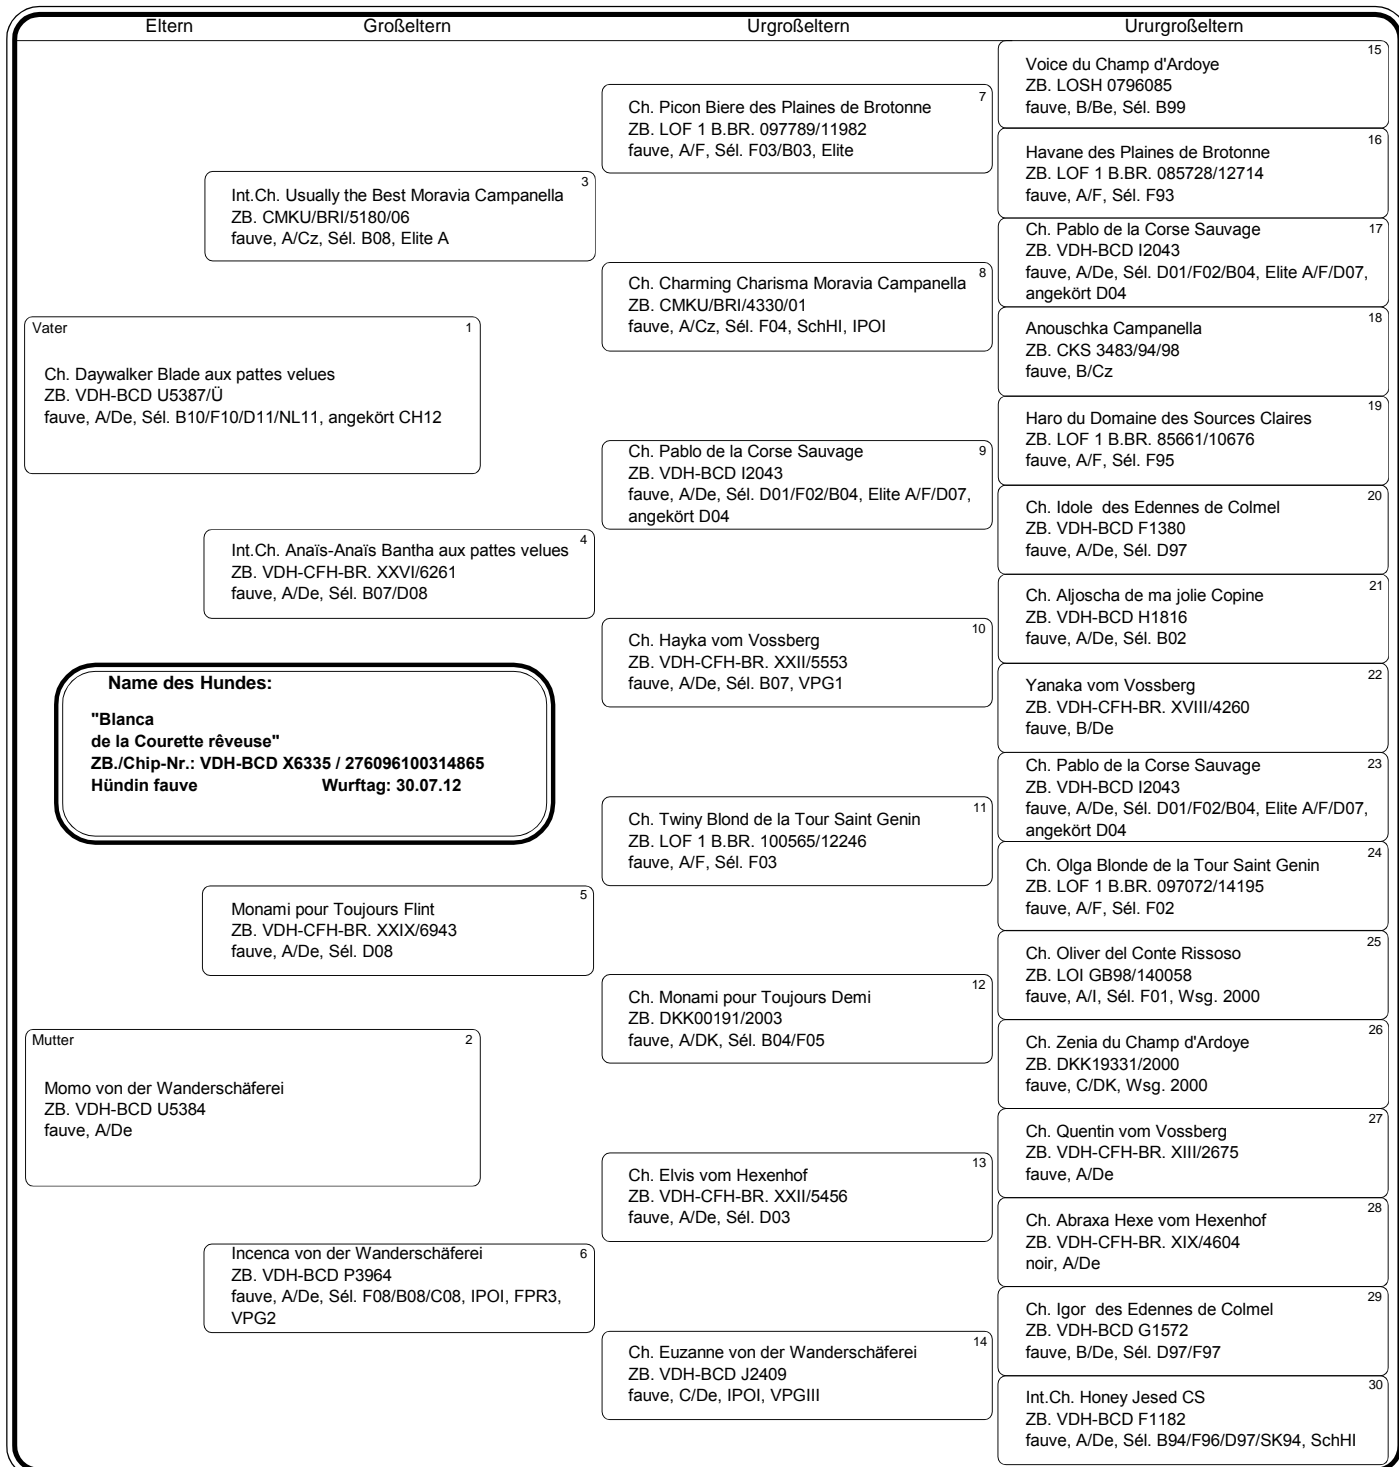 Eltern Großeltern Urgroßeltern Ururgroßeltern
Vater 1
Ch. Daywalker Blade aux pattes velues
ZB. VDH-BCD U5387/Ü
fauve, A/De, Sél. B10/F10/D11/NL11, angekört CH12
Name des Hundes:
"Blanca
de la Courette rêveuse"
ZB./Chip-Nr.: VDH-BCD X6335 / 276096100314865
Hündin fauve Wurftag: 30.07.12
Mutter 2
Momo von der Wanderschäferei
ZB. VDH-BCD U5384
fauve, A/De
3
Int.Ch. Usually the Best Moravia Campanella
ZB. CMKU/BRI/5180/06
fauve, A/Cz, Sél. B08, Elite A
4
Int.Ch. Anaïs-Anaïs Bantha aux pattes velues
ZB. VDH-CFH-BR. XXVI/6261
fauve, A/De, Sél. B07/D08
5
Monami pour Toujours Flint
ZB. VDH-CFH-BR. XXIX/6943
fauve, A/De, Sél. D08
6
Incenca von der Wanderschäferei
ZB. VDH-BCD P3964
fauve, A/De, Sél. F08/B08/C08, IPOI, FPR3,
VPG2
7
Ch. Picon Biere des Plaines de Brotonne
ZB. LOF 1 B.BR. 097789/11982
fauve, A/F, Sél. F03/B03, Elite
8
Ch. Charming Charisma Moravia Campanella
ZB. CMKU/BRI/4330/01
fauve, A/Cz, Sél. F04, SchHI, IPOI
9
Ch. Pablo de la Corse Sauvage
ZB. VDH-BCD I2043
fauve, A/De, Sél. D01/F02/B04, Elite A/F/D07,
angekört D04
10
Ch. Hayka vom Vossberg
ZB. VDH-CFH-BR. XXII/5553
fauve, A/De, Sél. B07, VPG1
11
Ch. Twiny Blond de la Tour Saint Genin
ZB. LOF 1 B.BR. 100565/12246
fauve, A/F, Sél. F03
12
Ch. Monami pour Toujours Demi
ZB. DKK00191/2003
fauve, A/DK, Sél. B04/F05
13
Ch. Elvis vom Hexenhof
ZB. VDH-CFH-BR. XXII/5456
fauve, A/De, Sél. D03
14
Ch. Euzanne von der Wanderschäferei
ZB. VDH-BCD J2409
fauve, C/De, IPOI, VPGIII
15
Voice du Champ d'Ardoye
ZB. LOSH 0796085
fauve, B/Be, Sél. B99
16
Havane des Plaines de Brotonne
ZB. LOF 1 B.BR. 085728/12714
fauve, A/F, Sél. F93
17
Ch. Pablo de la Corse Sauvage
ZB. VDH-BCD I2043
fauve, A/De, Sél. D01/F02/B04, Elite A/F/D07,
angekört D04
18
Anouschka Campanella
ZB. CKS 3483/94/98
fauve, B/Cz
19
Haro du Domaine des Sources Claires
ZB. LOF 1 B.BR. 85661/10676
fauve, A/F, Sél. F95
20
Ch. Idole des Edennes de Colmel
ZB. VDH-BCD F1380
fauve, A/De, Sél. D97
21
Ch. Aljoscha de ma jolie Copine
ZB. VDH-BCD H1816
fauve, A/De, Sél. B02
22
Yanaka vom Vossberg
ZB. VDH-CFH-BR. XVIII/4260
fauve, B/De
23
Ch. Pablo de la Corse Sauvage
ZB. VDH-BCD I2043
fauve, A/De, Sél. D01/F02/B04, Elite A/F/D07,
angekört D04
24
Ch. Olga Blonde de la Tour Saint Genin
ZB. LOF 1 B.BR. 097072/14195
fauve, A/F, Sél. F02
25
Ch. Oliver del Conte Rissoso
ZB. LOI GB98/140058
fauve, A/I, Sél. F01, Wsg. 2000
26
Ch. Zenia du Champ d'Ardoye
ZB. DKK19331/2000
fauve, C/DK, Wsg. 2000
27
Ch. Quentin vom Vossberg
ZB. VDH-CFH-BR. XIII/2675
fauve, A/De
28
Ch. Abraxa Hexe vom Hexenhof
ZB. VDH-CFH-BR. XIX/4604
noir, A/De
29
Ch. Igor des Edennes de Colmel
ZB. VDH-BCD G1572
fauve, B/De, Sél. D97/F97
30
Int.Ch. Honey Jesed CS
ZB. VDH-BCD F1182
fauve, A/De, Sél. B94/F96/D97/SK94, SchHI